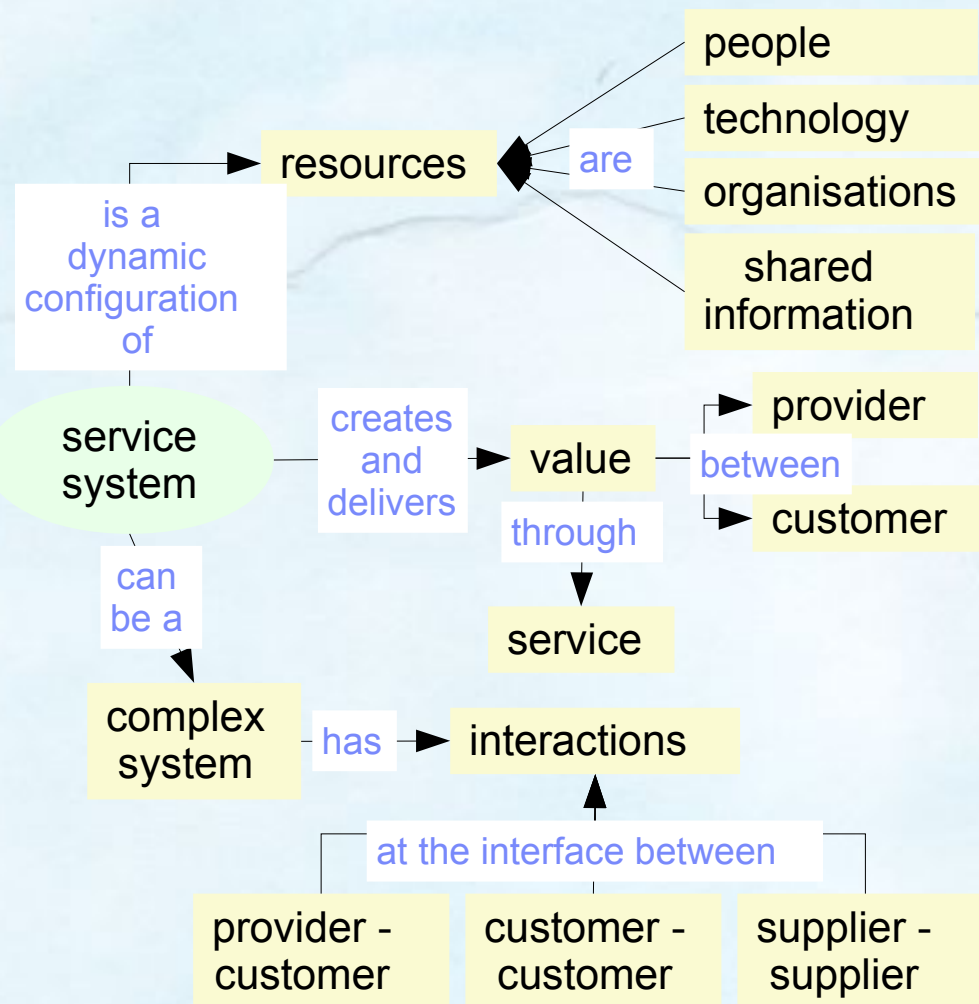 people
technology
resources
are
organisations
shared
information
is a
dynamic
configuration
of
service
system
creates
and
delivers
value
between
provider
customer
through
service
can
be a
complex
system
has
interactions
at the interface between
provider -
customer
customer -
customer
supplier -
supplier